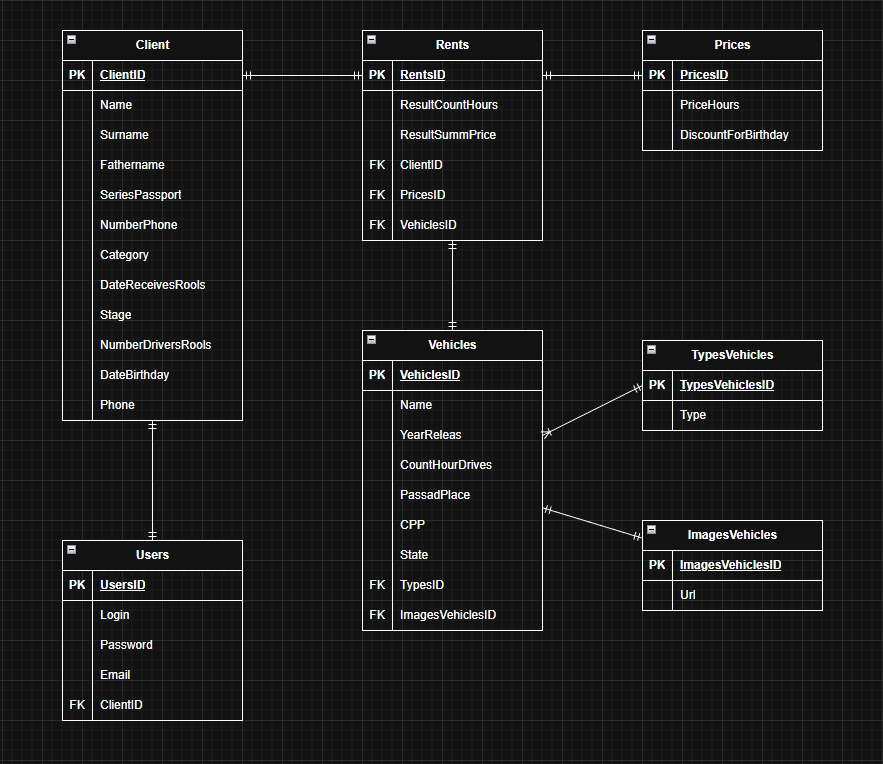 Client
PK ClientID
Name
Surname
Fathername
SeriesPassport
NumberPhone
Category
DateReceivesRools
Stage
NumberDriversRools
DateBirthday
Phone
Rents
PK RentsID
ResultCountHours
ResultSummPrice
FK ClientID
FK PricesID
FK VehiclesID
Prices
PK PricesID
PriceHours
DiscountForBirthday
Vehicles
PK VehiclesID
Name
YearReleas
CountHourDrives
PassadPlace
CPP
State
FK TypesID
FK ImagesVehiclesID
TypesVehicles
PK TypesVehiclesID
Type
Users
PK UsersID
Login
Password
Email
FK ClientID
ImagesVehicles
PK ImagesVehiclesID
Url